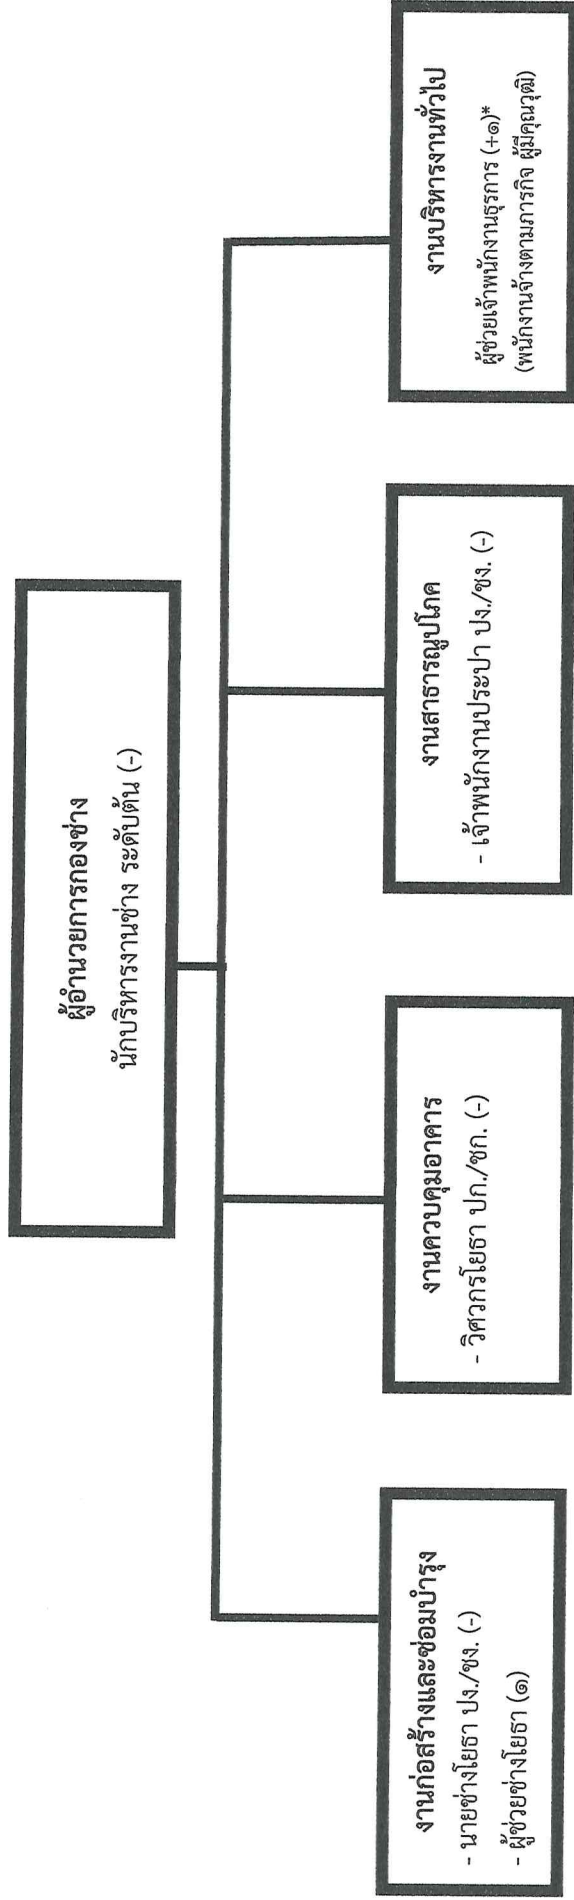 ผู้อำนวยการกองช่าง
นักบริหารงานช่าง ระดับต้น (-)
งานก่อสร้างและซ่อมบำรุง
- นายช่างโยธา ปง./ชง. (-)
- ผู้ช่วยช่างโยธา (๑)
งานควบคุมอาคาร
- วิศวกรโยธา ปก./ชก. (-)
งานสาธารณูปโภค
- เจ้าพนักงานประปา ปง./ชง. (-)
งานบริหารงานทั่วไป
ผู้ช่วยเจ้าพนักงานธุรการ (+๑)*
(พนักงานจ้างตามภารกิจ ผู้มีคุณวุฒิ)